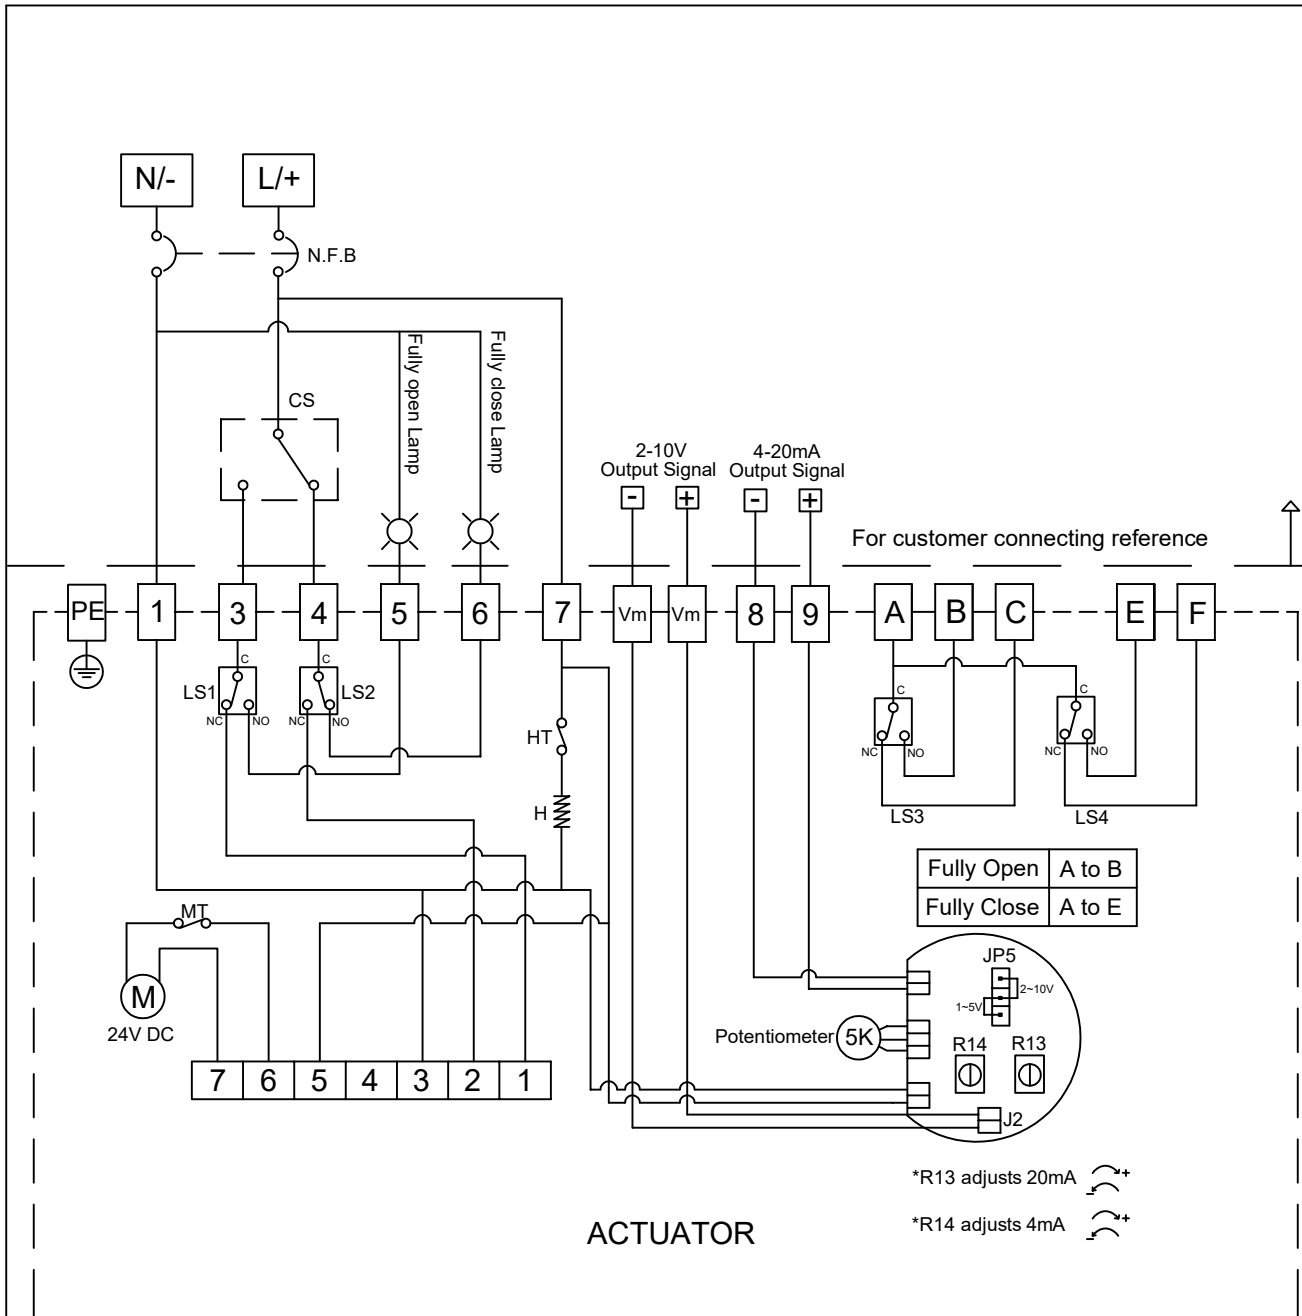 N/-
L/+
N.F.B
Fully open Lamp
Fully close Lamp
CS
2-10V
Output Signal
4-20mA
Output Signal
-
+
-
+
For customer connecting reference
PE
1
3
4
5
6
7
Vm
Vm
8
9
A
B
C
E
F
C
C
LS1
LS2
NC
NO
NC
NO
C
C
NC
NO
NC
NO
HT
H
LS3
LS4
Fully Open A to B
Fully Close A to E
MT
M
24V DC
JP5
2~10V
1~5V
Potentiometer
5K
R14
R13
7
6
5
4
3
2
1
J2
*R13 adjusts 20mA
+
-
*R14 adjusts 4mA
+
-
ACTUATOR